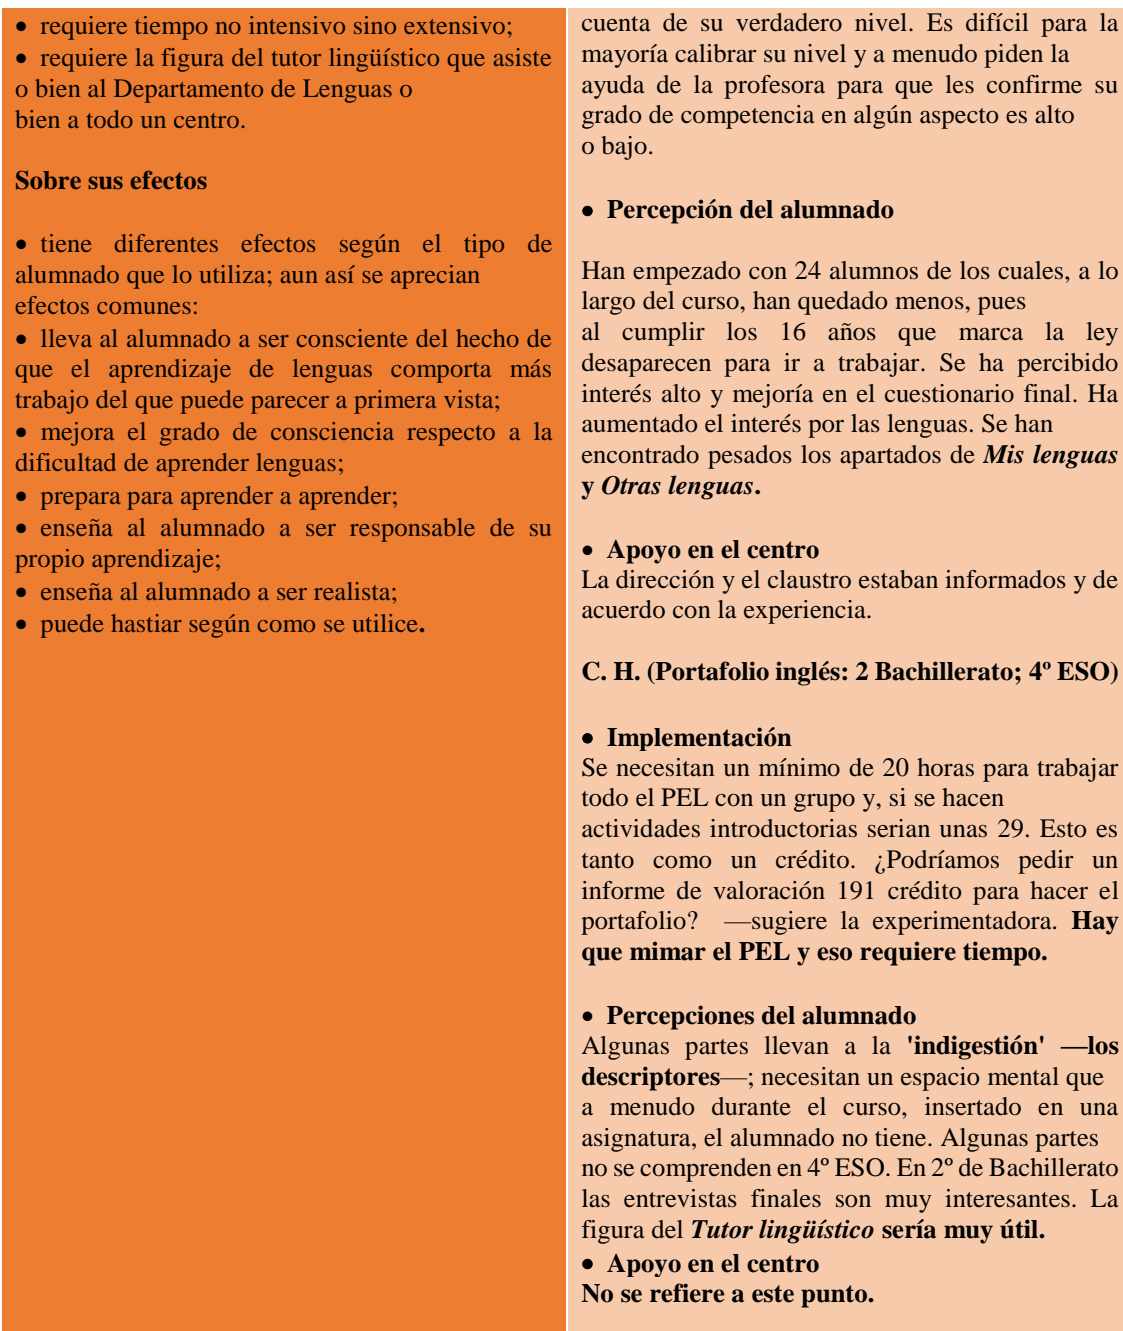 • requiere tiempo no intensivo sino extensivo;
• requiere la figura del tutor lingüístico que asiste
o bien al Departamento de Lenguas o
bien a todo un centro.
Sobre sus efectos
• tiene diferentes efectos según el tipo de
alumnado que lo utiliza; aun así se aprecian
efectos comunes:
• lleva al alumnado a ser consciente del hecho de
que el aprendizaje de lenguas comporta más
trabajo del que puede parecer a primera vista;
• mejora el grado de consciencia respecto a la
dificultad de aprender lenguas;
• prepara para aprender a aprender;
• enseña al alumnado a ser responsable de su
propio aprendizaje;
• enseña al alumnado a ser realista;
• puede hastiar según como se utilice.
cuenta de su verdadero nivel. Es difícil para la
mayoría calibrar su nivel y a menudo piden la
ayuda de la profesora para que les confirme su
grado de competencia en algún aspecto es alto
o bajo.
• Percepción del alumnado
Han empezado con 24 alumnos de los cuales, a lo
largo del curso, han quedado menos, pues
al cumplir los 16 años que marca la ley
desaparecen para ir a trabajar. Se ha percibido
interés alto y mejoría en el cuestionario final. Ha
aumentado el interés por las lenguas. Se han
encontrado pesados los apartados de Mis lenguas
y Otras lenguas.
• Apoyo en el centro
La dirección y el claustro estaban informados y de
acuerdo con la experiencia.
C. H. (Portafolio inglés: 2 Bachillerato; 4º ESO)
• Implementación
Se necesitan un mínimo de 20 horas para trabajar
todo el PEL con un grupo y, si se hacen
actividades introductorias serian unas 29. Esto es
tanto como un crédito. ¿Podríamos pedir un
informe de valoración 191 crédito para hacer el
portafolio? —sugiere la experimentadora. Hay
que mimar el PEL y eso requiere tiempo.
• Percepciones del alumnado
Algunas partes llevan a la 'indigestión' —los
descriptores—; necesitan un espacio mental que
a menudo durante el curso, insertado en una
asignatura, el alumnado no tiene. Algunas partes
no se comprenden en 4º ESO. En 2º de Bachillerato
las entrevistas finales son muy interesantes. La
figura del Tutor lingüístico sería muy útil.
• Apoyo en el centro
No se refiere a este punto.